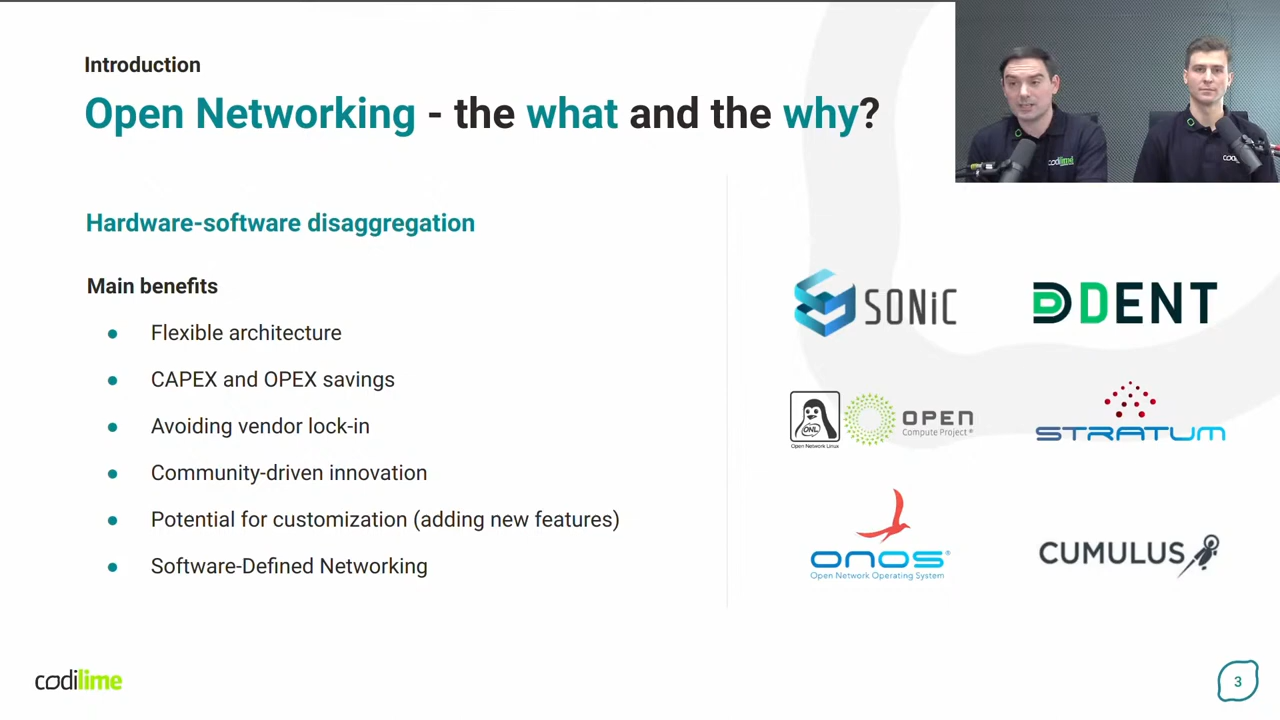 Introduction
Open Networking - the what and the why?
Hardware-software disaggregation
Main benefits
● Flexible architecture
● CAPEX and OPEX savings
● Avoiding vendor lock-in
● Community-driven innovation
● Potential for customization (adding new features)
● Software-Defined Networking
SONiC
DENT
ONL
Open Network Linux
OPEN
Compute Project®
STRATUM
onos®
Open Network Operating System
CUMULUS
codilime
codilime
3